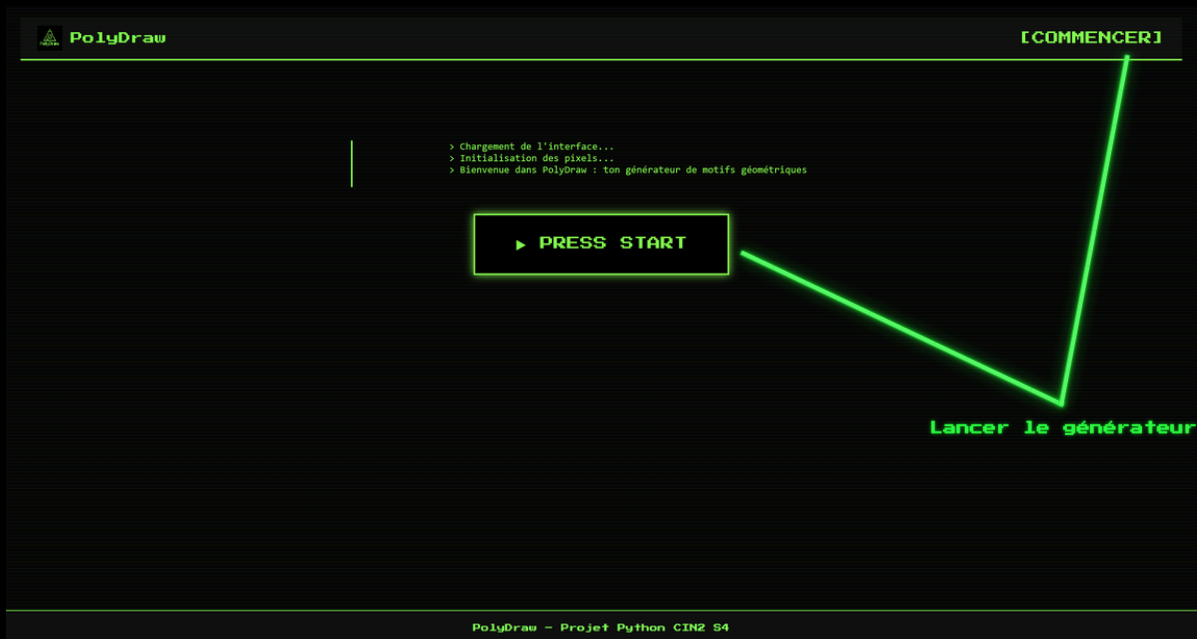 PolyDraw
[COMMENCER]
> Chargement de l'interface...
> Initialisation des pixels...
> Bienvenue dans PolyDraw : ton générateur de motifs géométriques
▶ PRESS START
Lancer le générateur
PolyDraw – Projet Python CIN2 S4